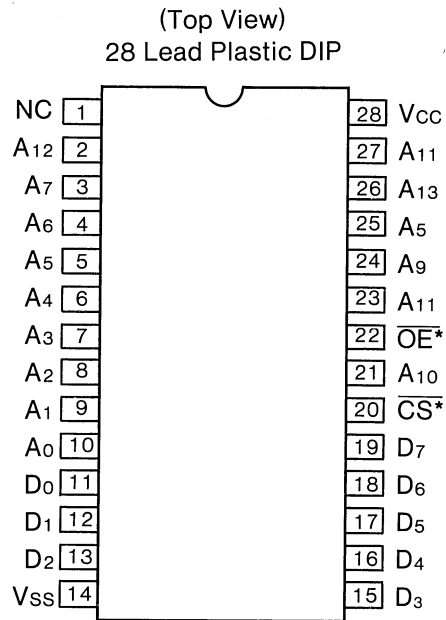 (Top View)
28 Lead Plastic DIP
NC 1 28 VCC
A12 2 27 A11
A7 3 26 A13
A6 4 25 A5
A5 5 24 A9
A4 6 23 A11
A3 7 22 OE*
A2 8 21 A10
A1 9 20 CS*
A0 10 19 D7
D0 11 18 D6
D1 12 17 D5
D2 13 16 D4
VSS 14 15 D3